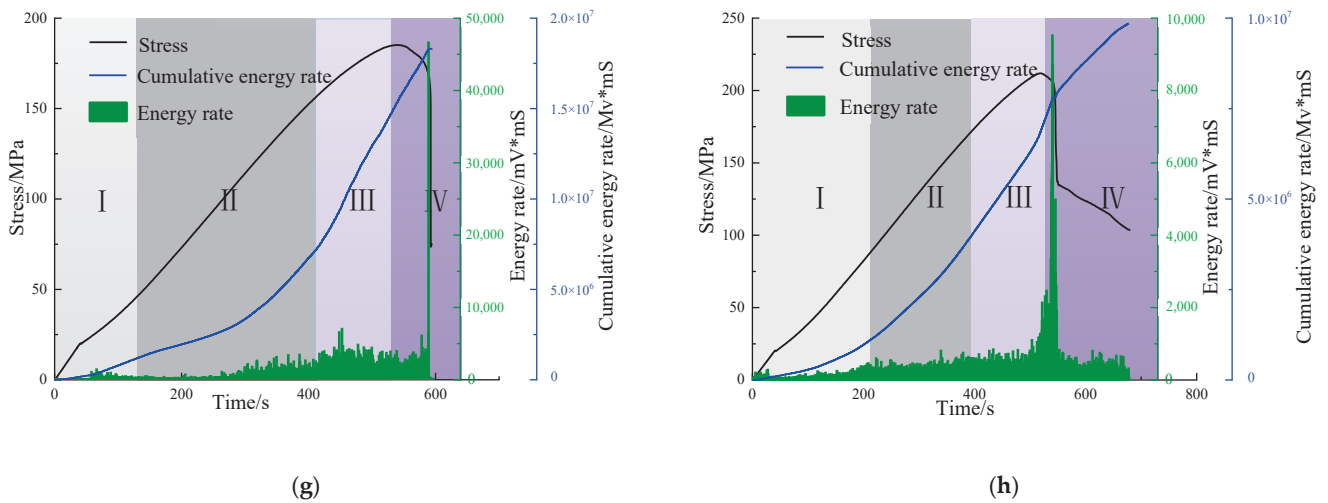 200
150
100
50
0
Stress/MPa
Stress
Cumulative energy rate
Energy rate
I
II
III
IV
0
200
400
600
Time/s
50,000
40,000
30,000
20,000
10,000
0
Energy rate/mV*mS
2.0×10⁷
1.5×10⁷
1.0×10⁷
5.0×10⁶
0
Cumulative energy rate/Mv*mS
(g)
250
200
150
100
50
0
Stress/MPa
Stress
Cumulative energy rate
Energy rate
I
II
III
IV
0
200
400
600
800
Time/s
10,000
8,000
6,000
4,000
2,000
0
Energy rate/mV*mS
1.0×10⁷
5.0×10⁶
0
Cumulative energy rate/Mv*mS
(h)